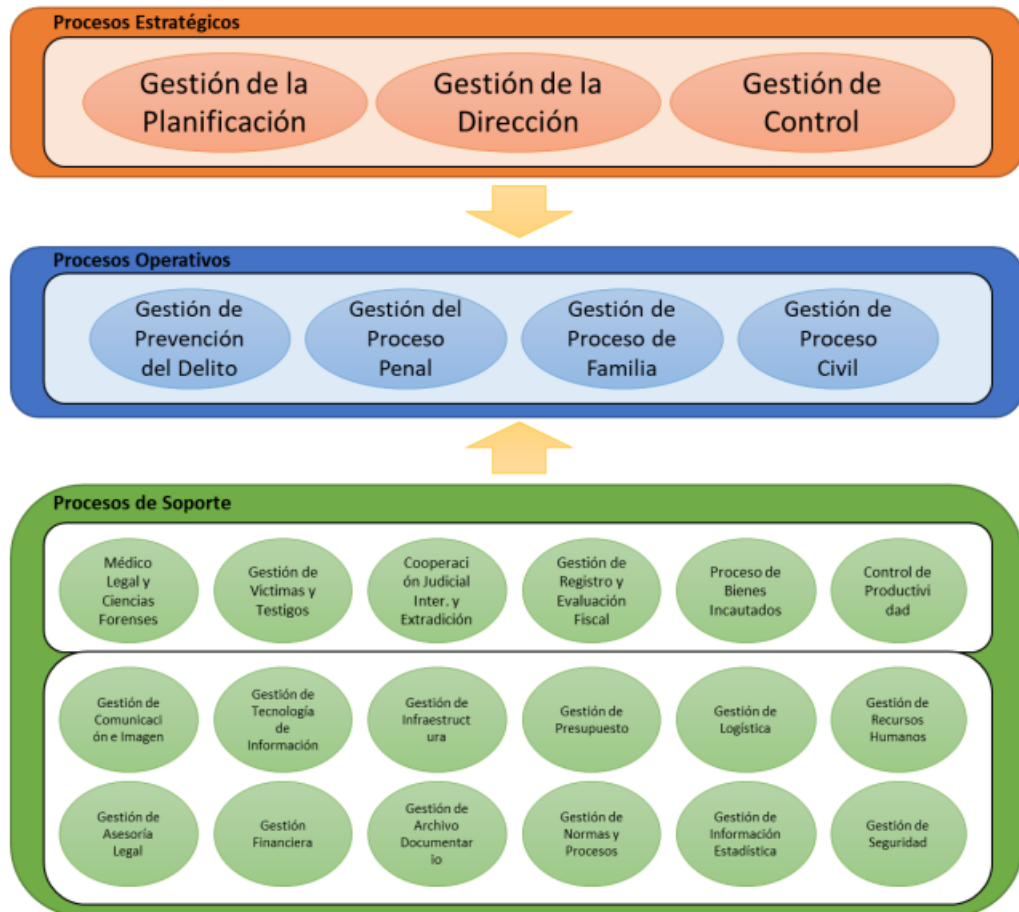 Procesos Estratégicos
Gestión de la
Planificación
Gestión de la
Dirección
Gestión de
Control
Procesos Operativos
Gestión de
Prevención
del Delito
Gestión del
Proceso
Penal
Gestión de
Proceso de
Familia
Gestión de
Proceso
Civil
Procesos de Soporte
Médico
Legal y
Ciencias
Forenses
Gestión de
Victimas y
Testigos
Cooperaci
ón Judicial
Inter. y
Extradición
Gestión de
Registro y
Evaluación
Fiscal
Proceso de
Bienes
Incautados
Control de
Productivi
dad
Gestión de
Comunicaci
ón e Imagen
Gestión de
Tecnología
de
Información
Gestión de
Infraestruct
ura
Gestión de
Presupuesto
Gestión de
Logística
Gestión de
Recursos
Humanos
Gestión de
Asesoría
Legal
Gestión
Financiera
Gestión de
Archivo
Documentar
io
Gestión de
Normas y
Procesos
Gestión de
Información
Estadística
Gestión de
Seguridad